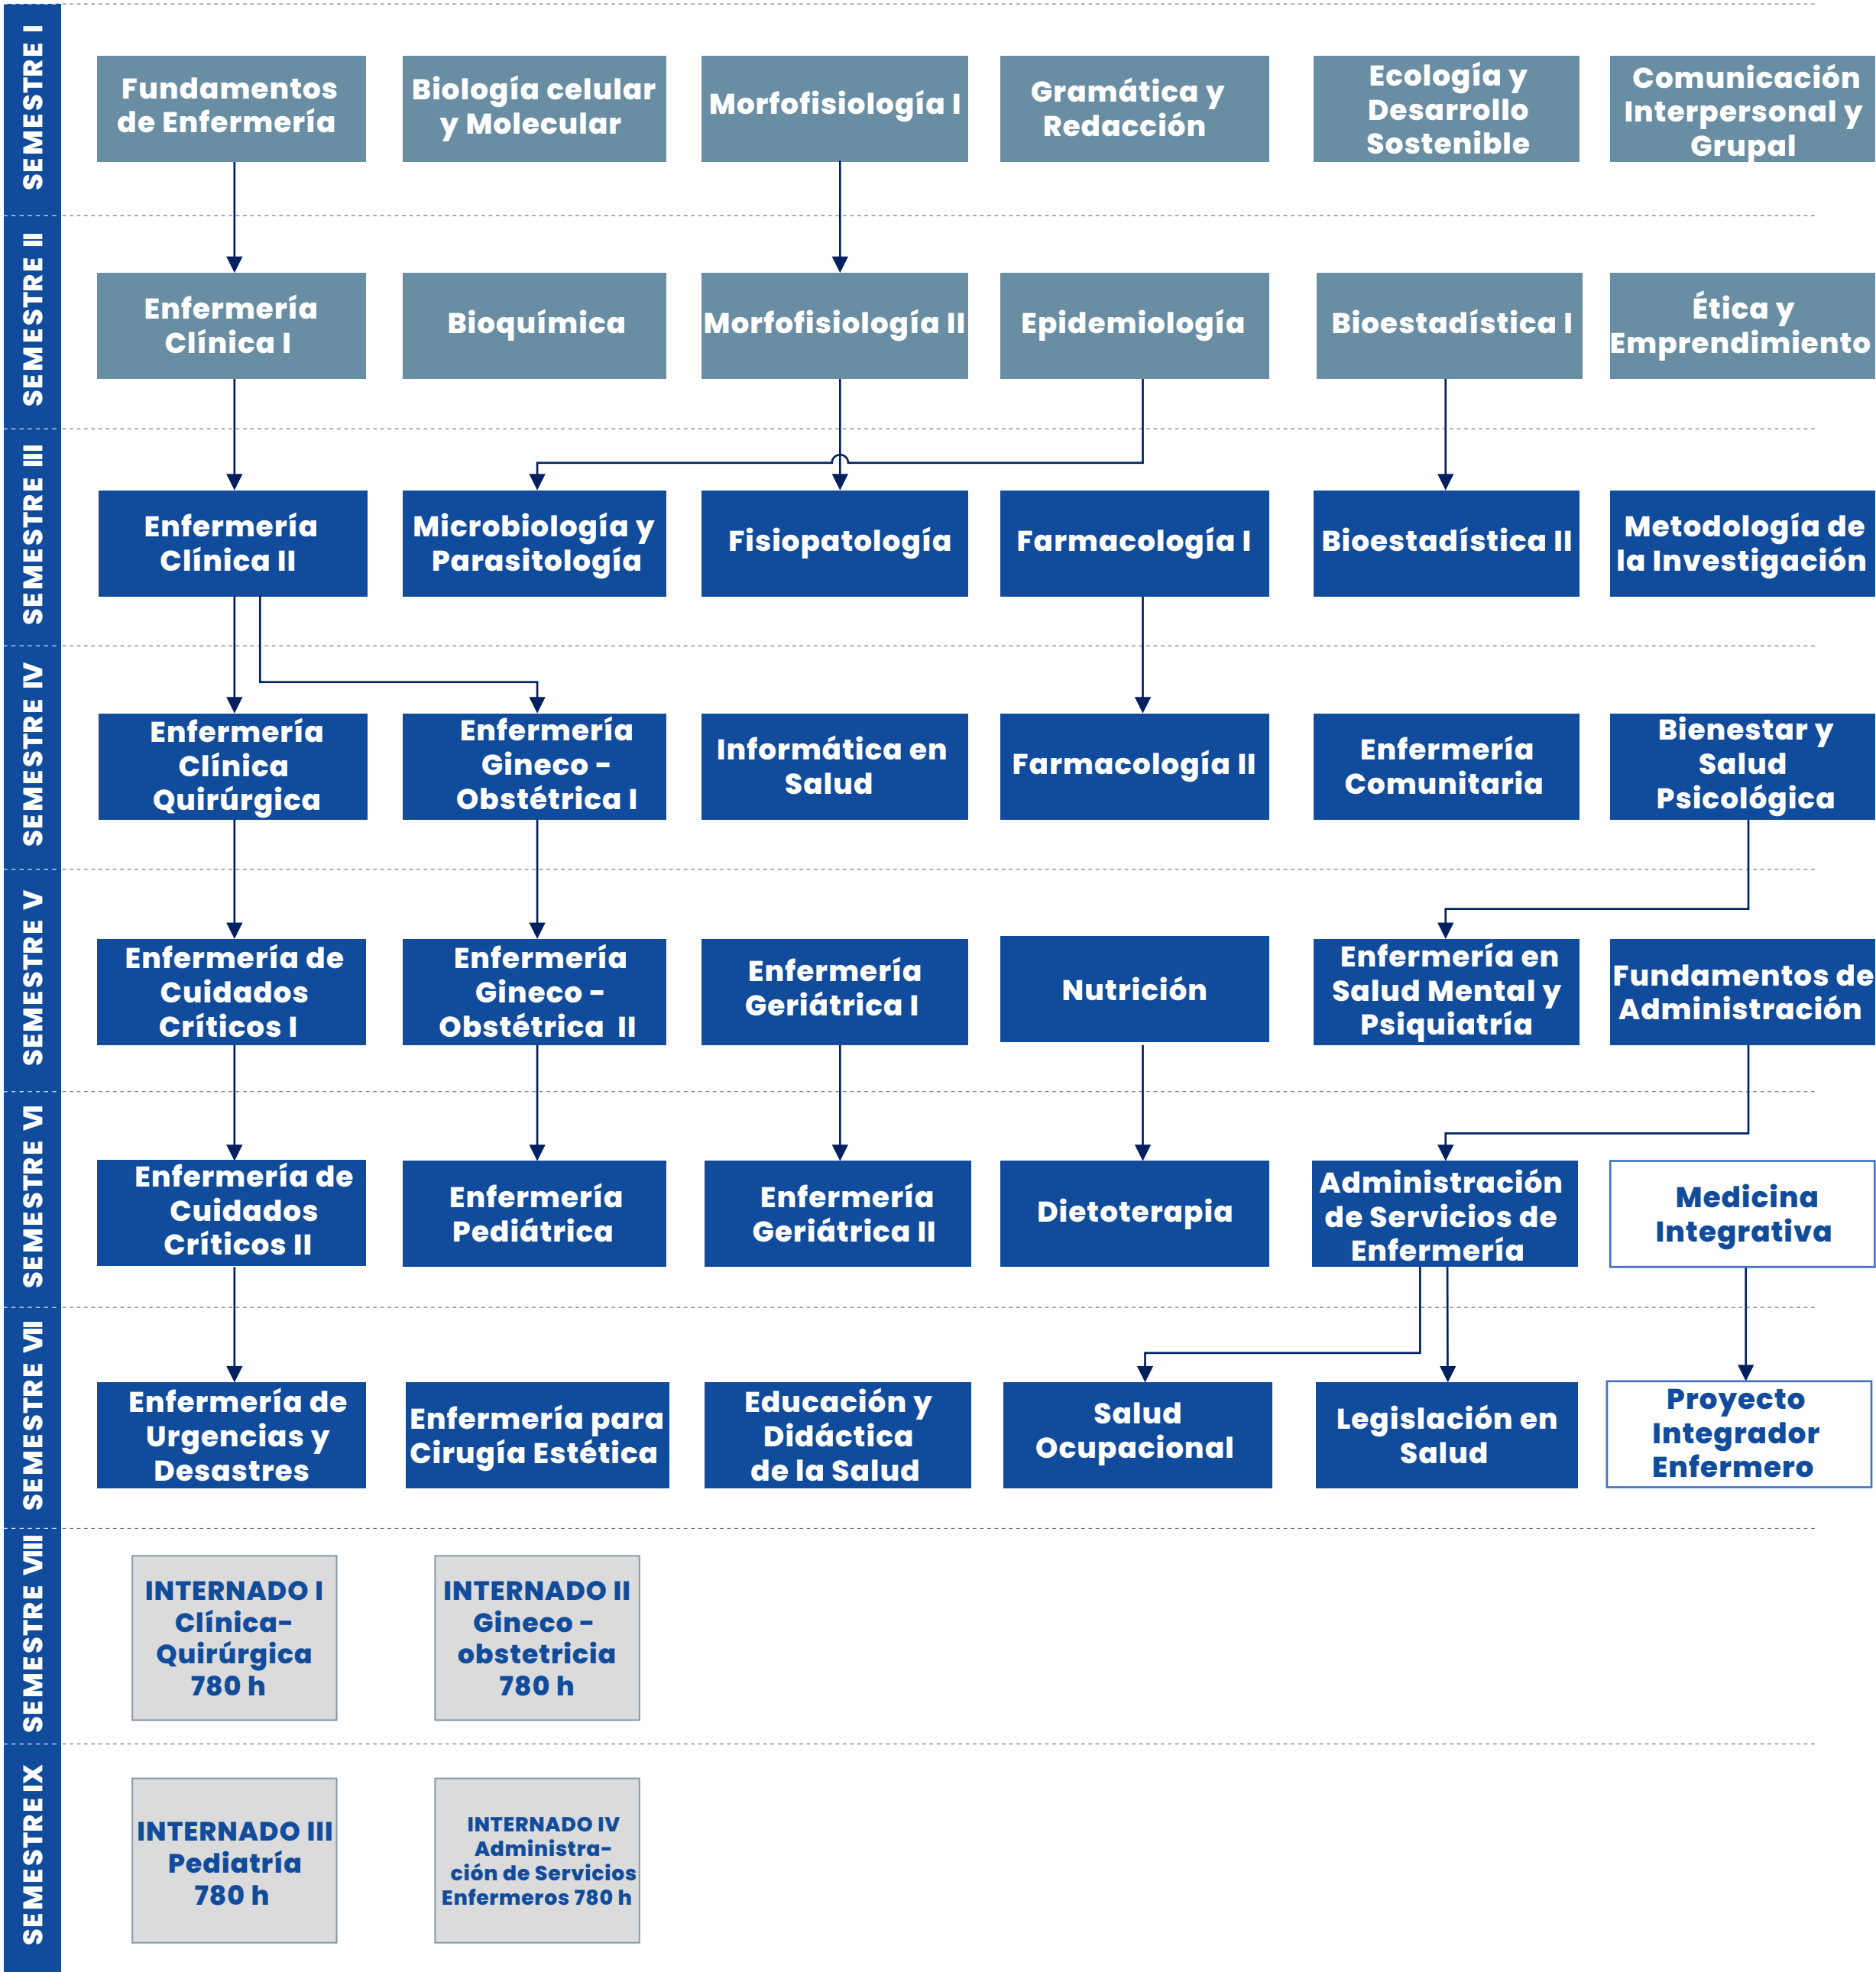 SEMESTRE I
Fundamentos
de Enfermería
Biología celular
y Molecular
Morfofisiología I
Gramática y
Redacción
Ecología y
Desarrollo
Sostenible
Comunicación
Interpersonal y
Grupal
SEMESTRE II
Enfermería
Clínica I
Bioquímica
Morfofisiología II
Epidemiología
Bioestadística I
Ética y
Emprendimiento
SEMESTRE III
Enfermería
Clínica II
Microbiología y
Parasitología
Fisiopatología
Farmacología I
Bioestadística II
Metodología de
la Investigación
SEMESTRE IV
Enfermería
Clínica
Quirúrgica
Enfermería
Gineco -
Obstétrica I
Informática en
Salud
Farmacología II
Enfermería
Comunitaria
Bienestar y
Salud
Psicológica
SEMESTRE V
Enfermería de
Cuidados
Críticos I
Enfermería
Gineco -
Obstétrica II
Enfermería
Geriátrica I
Nutrición
Enfermería en
Salud Mental y
Psiquiatría
Fundamentos de
Administración
SEMESTRE VI
Enfermería de
Cuidados
Críticos II
Enfermería
Pediátrica
Enfermería
Geriátrica II
Dietoterapia
Administración
de Servicios de
Enfermería
Medicina
Integrativa
SEMESTRE VII
Enfermería de
Urgencias y
Desastres
Enfermería para
Cirugía Estética
Educación y
Didáctica
de la Salud
Salud
Ocupacional
Legislación en
Salud
Proyecto
Integrador
Enfermero
SEMESTRE VIII
INTERNADO I
Clínica-
Quirúrgica
780 h
INTERNADO II
Gineco -
obstetricia
780 h
SEMESTRE IX
INTERNADO III
Pediatría
780 h
INTERNADO IV
Administra-
ción de Servicios
Enfermeros 780 h